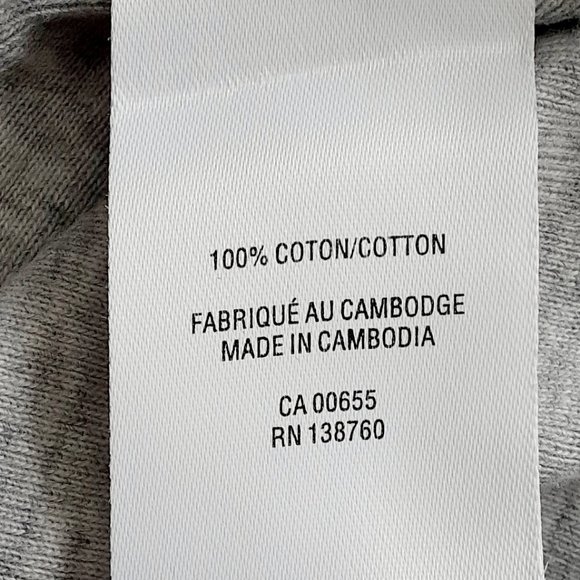 100% COTON/COTTON
FABRIQUÉ AU CAMBODGE
MADE IN CAMBODIA
CA 00655
RN 138760